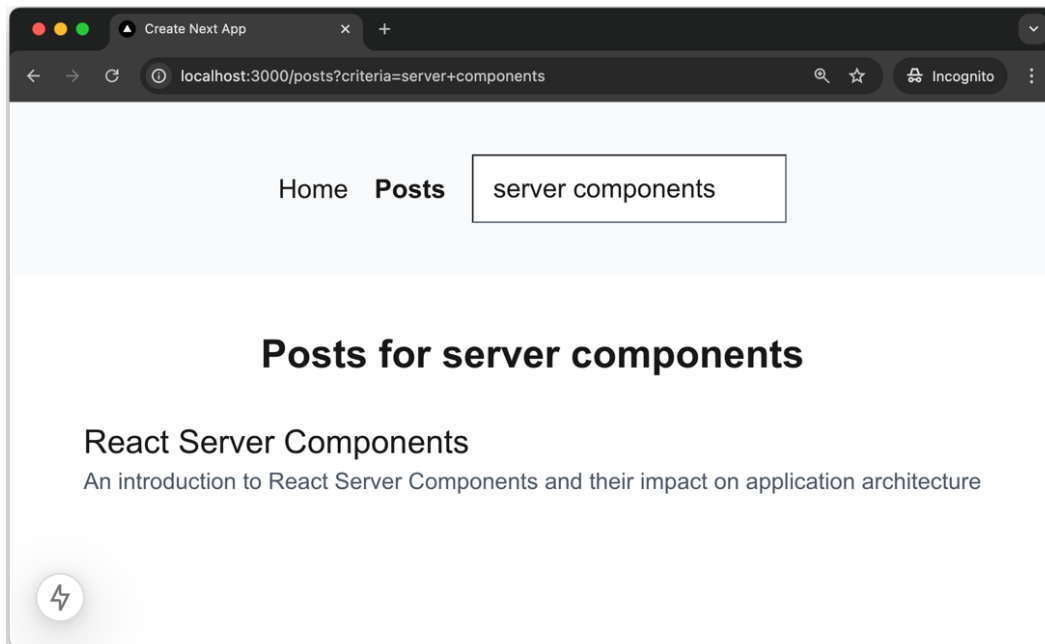 Create Next App
localhost:3000/posts?criteria=server+components
Incognito
Home Posts server components
Posts for server components
React Server Components
An introduction to React Server Components and their impact on application architecture